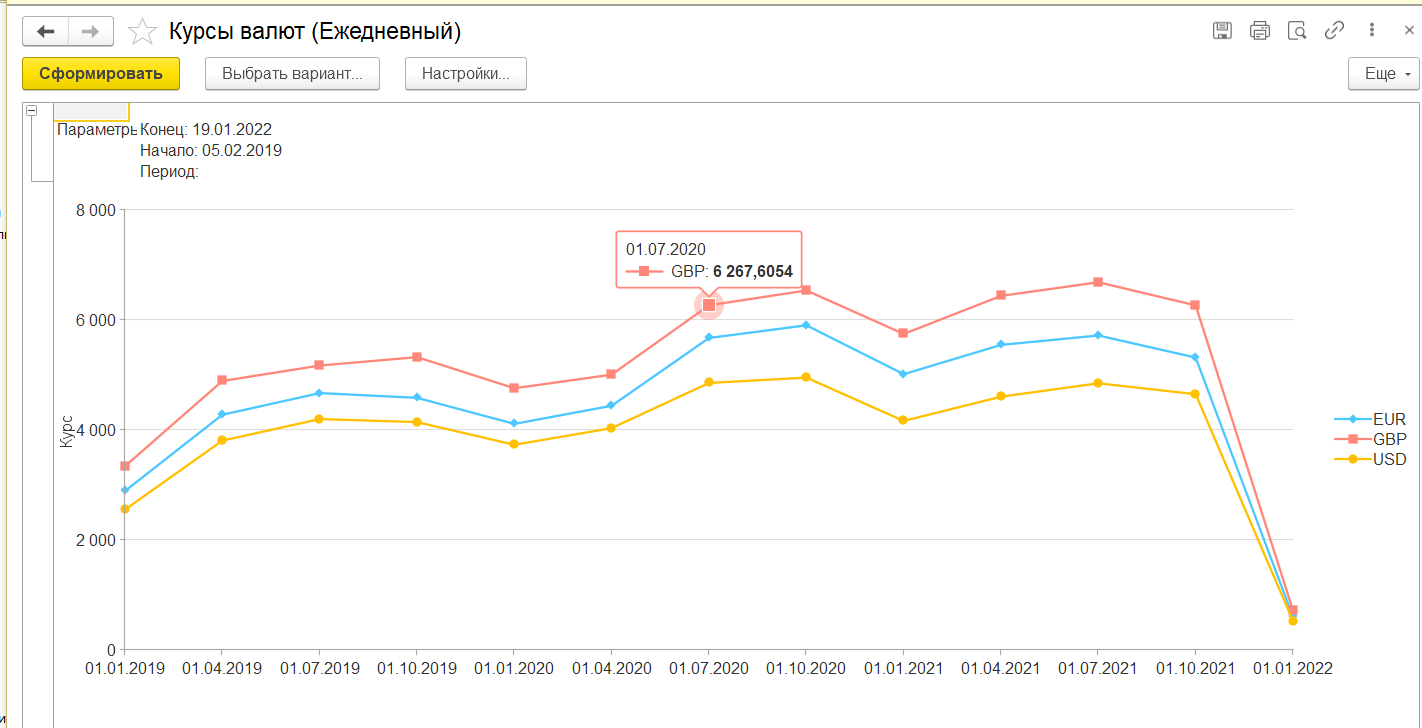 Курсы валют (Ежедневный)
Сформировать
Выбрать вариант...
Настройки...
Еще
Конец: 19.01.2022
Начало: 05.02.2019
Период:
8 000
6 000
4 000
2 000
0
Курс
01.07.2020
GBP: 6 267,6054
EUR
GBP
USD
01.01.2019 01.04.2019 01.07.2019 01.10.2019 01.01.2020 01.04.2020 01.07.2020 01.10.2020 01.01.2021 01.04.2021 01.07.2021 01.10.2021 01.01.2022